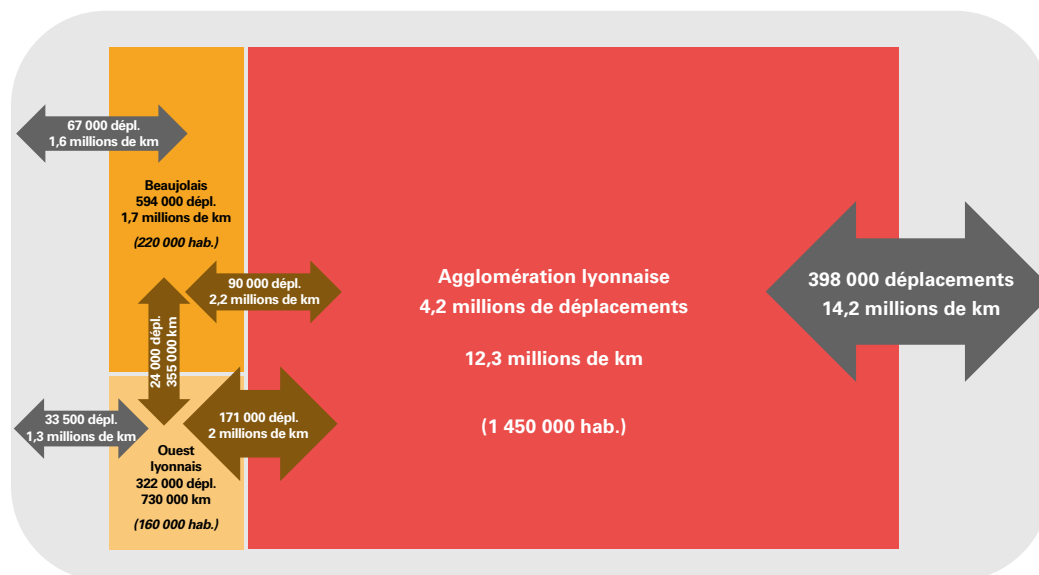 67 000 dépl.
1,6 millions de km
Beaujolais
594 000 dépl.
1,7 millions de km
(220 000 hab.)
90 000 dépl.
2,2 millions de km
24 000 dépl.
355 000 km
33 500 dépl.
1,3 millions de km
171 000 dépl.
2 millions de km
Ouest
lyonnais
322 000 dépl.
730 000 km
(160 000 hab.)
Agglomération lyonnaise
4,2 millions de déplacements
12,3 millions de km
(1 450 000 hab.)
398 000 déplacements
14,2 millions de km